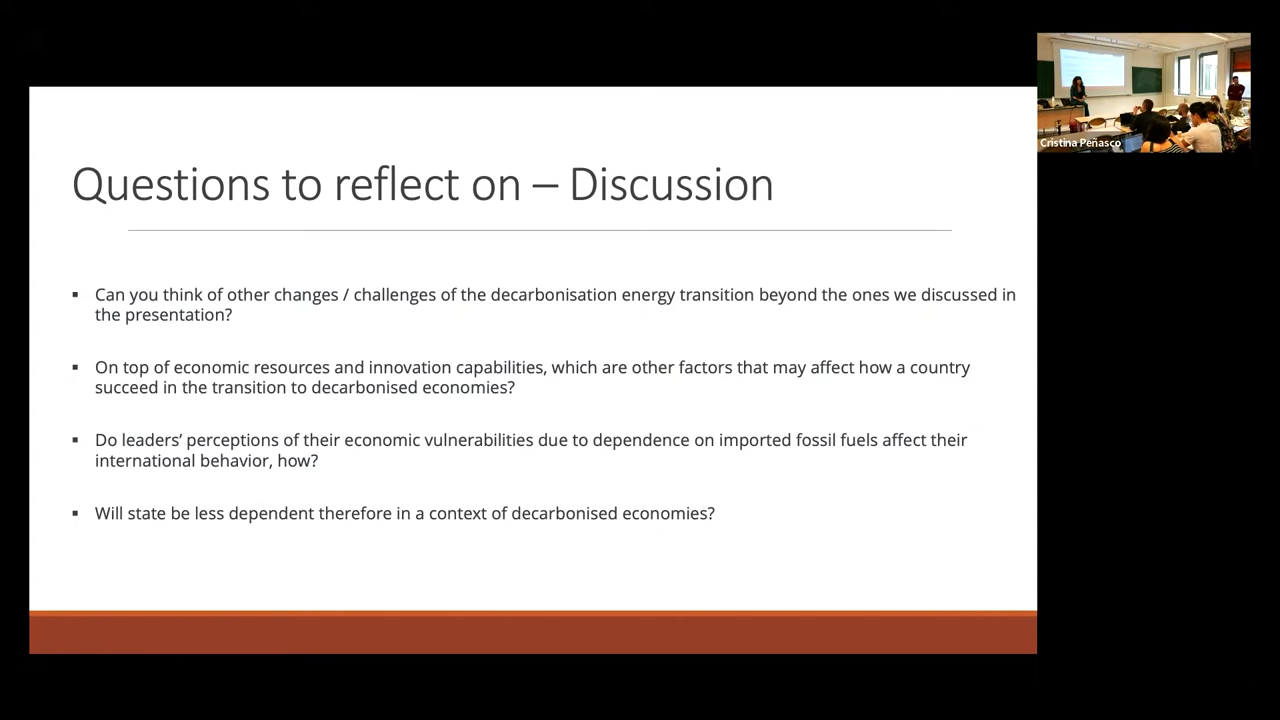 Questions to reflect on – Discussion
▪ Can you think of other changes / challenges of the decarbonisation energy transition beyond the ones we discussed in
the presentation?
▪ On top of economic resources and innovation capabilities, which are other factors that may affect how a country
succeed in the transition to decarbonised economies?
▪ Do leaders’ perceptions of their economic vulnerabilities due to dependence on imported fossil fuels affect their
international behavior, how?
▪ Will state be less dependent therefore in a context of decarbonised economies?
Cristina Peñasco